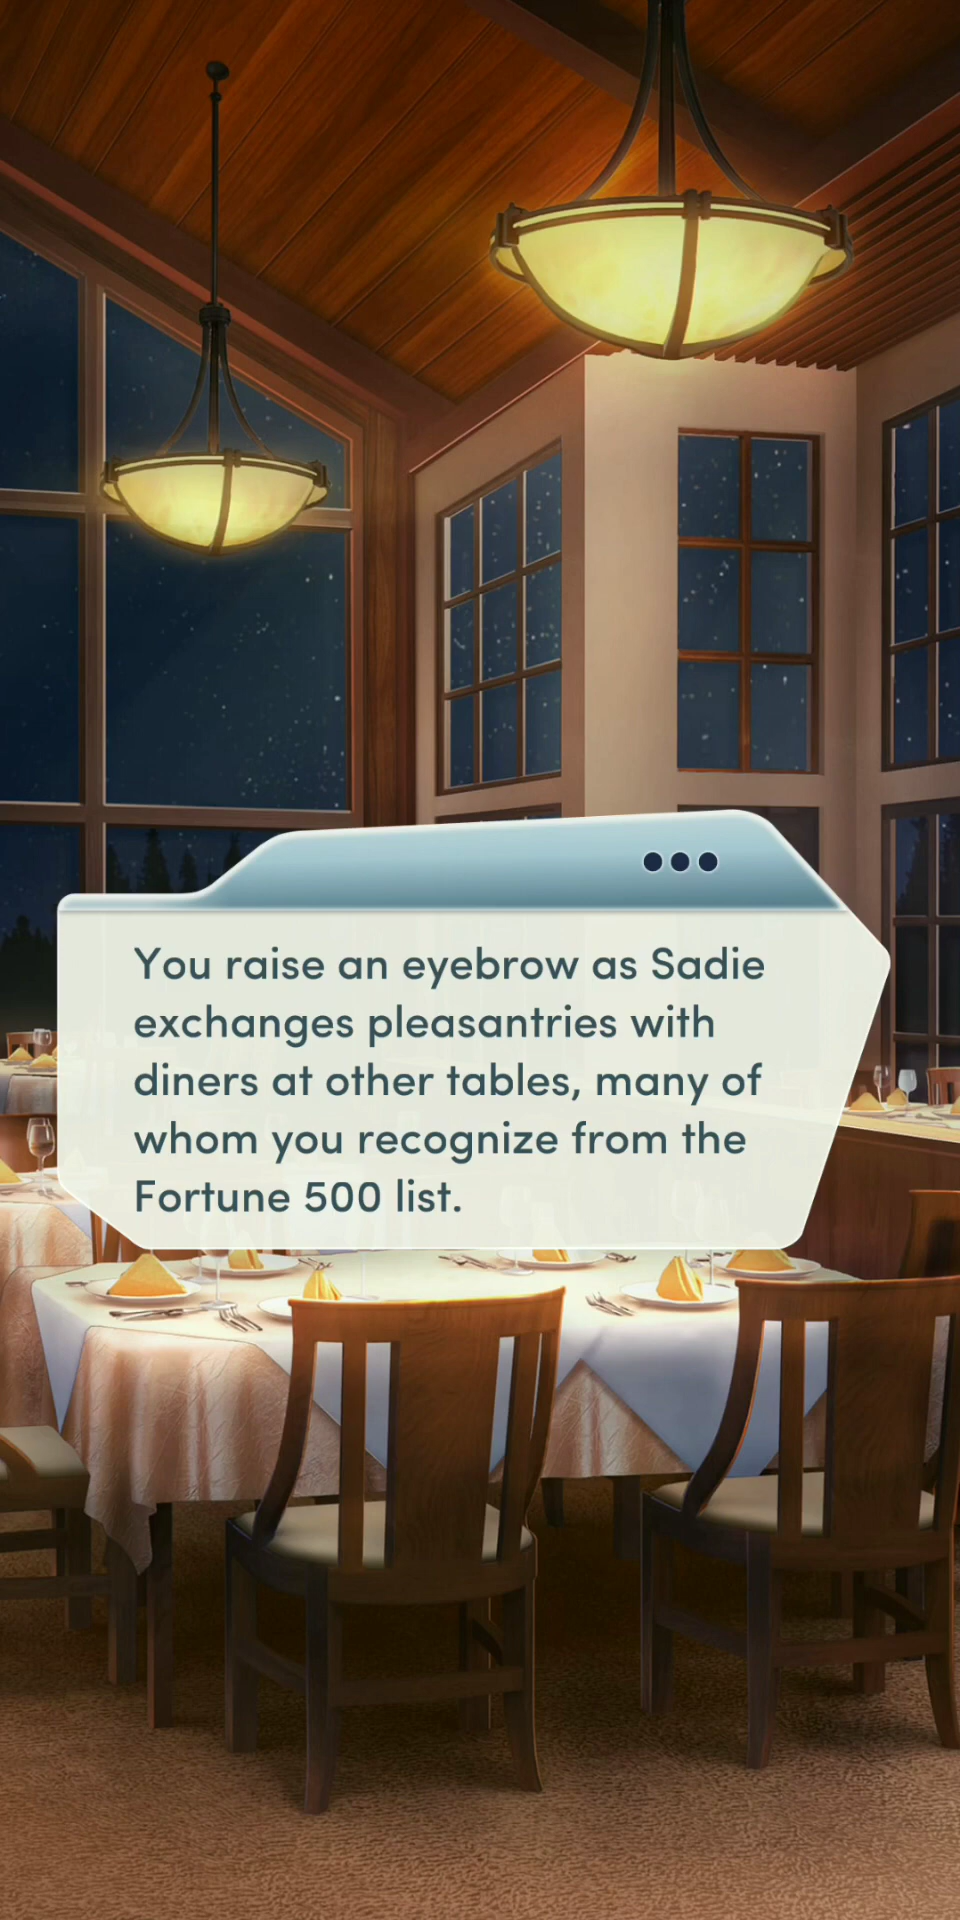 You raise an eyebrow as Sadie
exchanges pleasantries with
diners at other tables, many of
whom you recognize from the
Fortune 500 list.